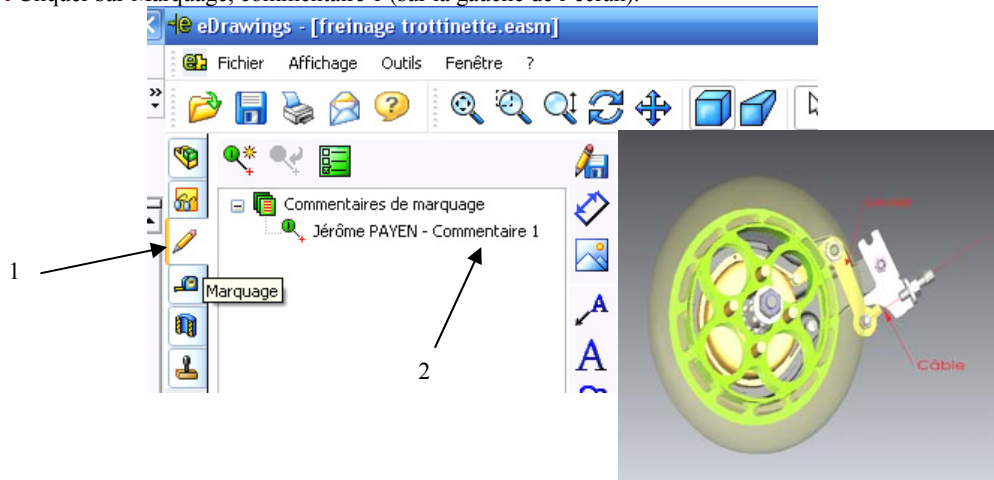 Cliquer sur Marquage, commentaire 1 (sur la gauche de l'écran).
eDrawings - [freinage trottinette.easm]
Fichier Affichage Outils Fenêtre ?
Commentaires de marquage
Jérôme PAYEN - Commentaire 1
1
Marquage
2
A
A
Câble